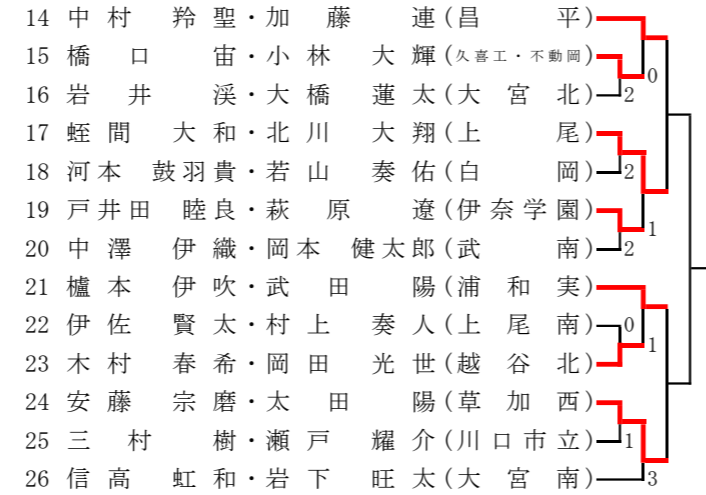 14 中村 羚聖・加藤 連(昌平) 0
15 橋口 宙・小林 大輝(久喜工・不動岡)
16 岩井 渓・大橋 蓮太(大宮北) 2
17 蛭間 大和・北川 大翔(上尾)
18 河本 鼓羽貴・若山 奏佑(白岡) 2
19 戸井田 睦良・萩原 遼(伊奈学園) 1
20 中澤 伊織・岡本 健太郎(武南) 2
21 櫨本 伊吹・武田 陽(浦和実)
22 伊佐 賢太・村上 奏人(上尾南) 0 1
23 木村 春希・岡田 光世(越谷北)
24 安藤 宗磨・太田 陽(草加西)
25 三村 樹・瀬戸 耀介(川口市立) 1
26 信高 虹和・岩下 旺太(大宮南) 3